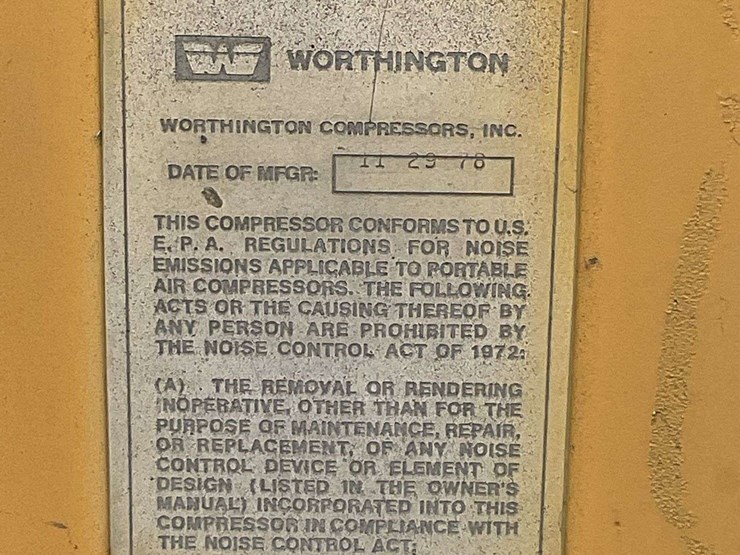 WORTHINGTON
WORTHINGTON COMPRESSORS, INC.
DATE OF MFGR: 11 29 78
THIS COMPRESSOR CONFORMS TO U.S.
E.P.A. REGULATIONS FOR NOISE
EMISSIONS APPLICABLE TO PORTABLE
AIR COMPRESSORS. THE FOLLOWING
ACTS OR THE CAUSING THEREOF BY
ANY PERSON ARE PROHIBITED BY
THE NOISE CONTROL ACT OF 1972:
(A) THE REMOVAL OR RENDERING
INOPERATIVE, OTHER THAN FOR THE
PURPOSE OF MAINTENANCE, REPAIR,
OR REPLACEMENT, OF ANY NOISE
CONTROL DEVICE OR ELEMENT OF
DESIGN (LISTED IN THE OWNER'S
MANUAL) INCORPORATED INTO THIS
COMPRESSOR IN COMPLIANCE WITH
THE NOISE CONTROL ACT;